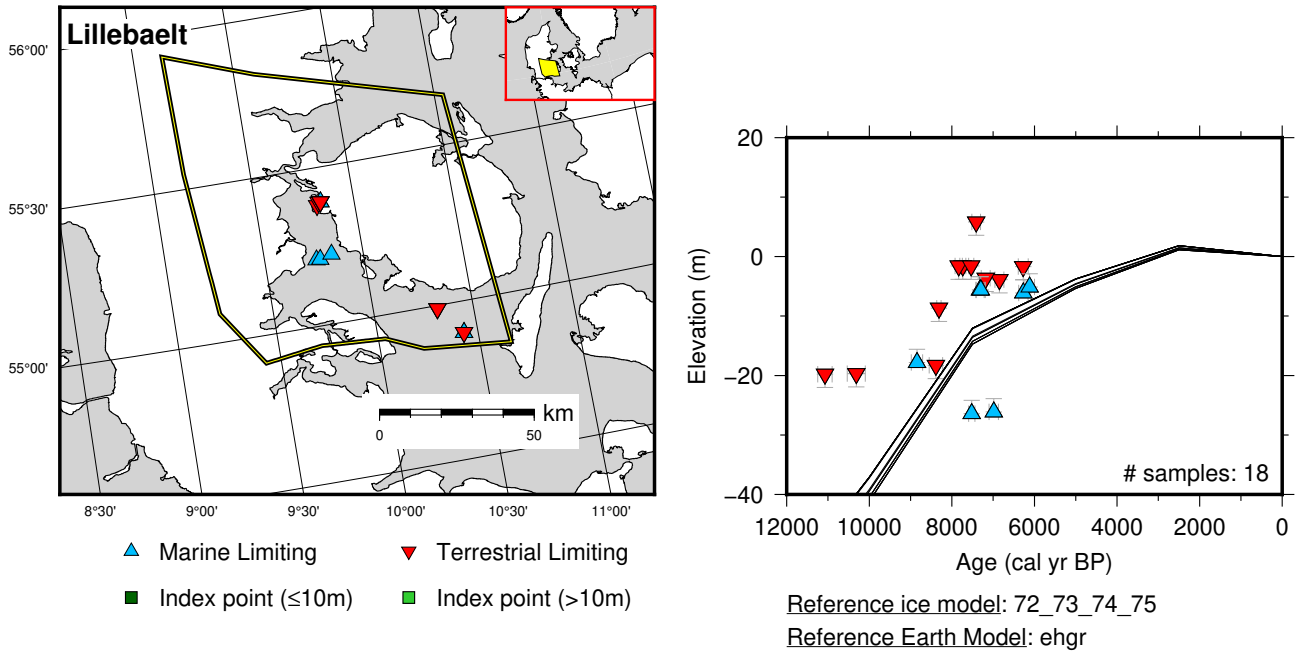 Lillebaelt
56°00'
55°30'
55°00'
km
0 50
8°30' 9°00' 9°30' 10°00' 10°30' 11°00'
Marine Limiting Terrestrial Limiting
Index point (≤10m) Index point (>10m)
20
0
−20
−40
Elevation (m)
# samples: 18
12000 10000 8000 6000 4000 2000 0
Age (cal yr BP)
Reference ice model: 72_73_74_75
Reference Earth Model: ehgr